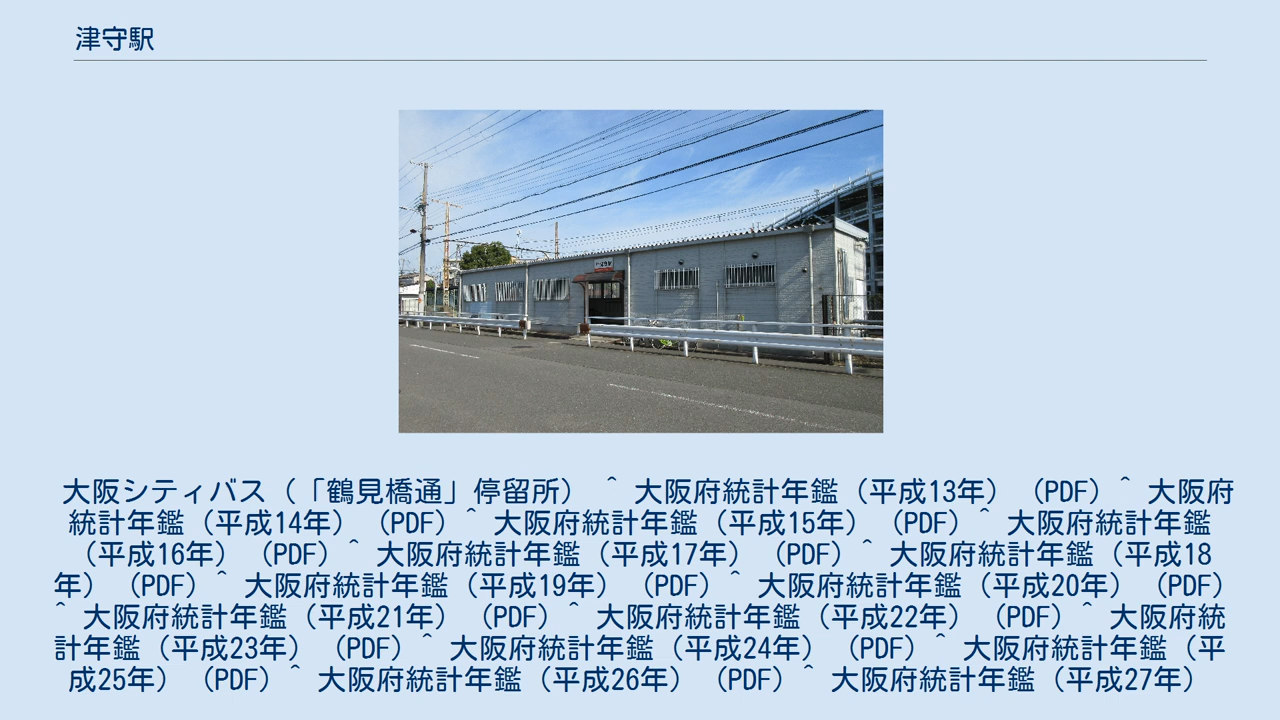 津守駅
大阪シティバス（「鶴見橋通」停留所） ^ 大阪府統計年鑑（平成13年）（PDF）^ 大阪府
統計年鑑（平成14年）（PDF）^ 大阪府統計年鑑（平成15年）（PDF）^ 大阪府統計年鑑
（平成16年）（PDF）^ 大阪府統計年鑑（平成17年）（PDF）^ 大阪府統計年鑑（平成18
年）（PDF）^ 大阪府統計年鑑（平成19年）（PDF）^ 大阪府統計年鑑（平成20年）（PDF）
^ 大阪府統計年鑑（平成21年）（PDF）^ 大阪府統計年鑑（平成22年）（PDF）^ 大阪府統
計年鑑（平成23年）（PDF）^ 大阪府統計年鑑（平成24年）（PDF）^ 大阪府統計年鑑（平
成25年）（PDF）^ 大阪府統計年鑑（平成26年）（PDF）^ 大阪府統計年鑑（平成27年）